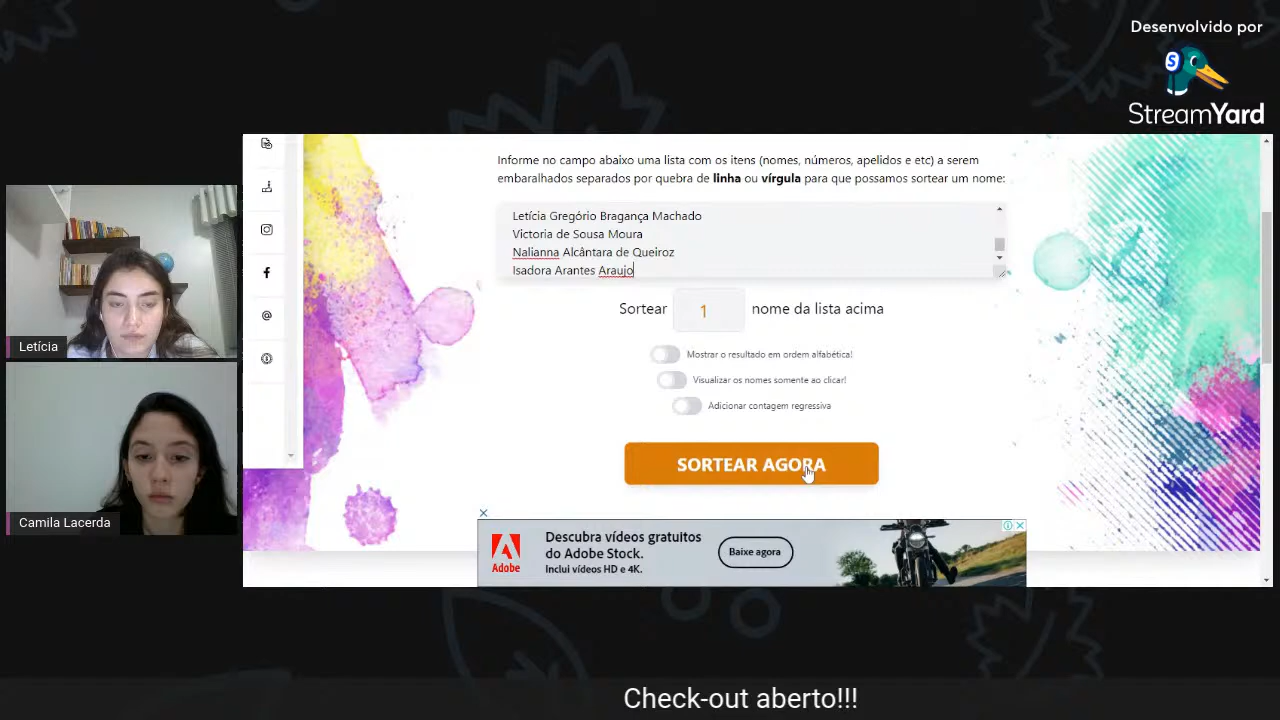 Desenvolvido por
StreamYard
Informe no campo abaixo uma lista com os itens (nomes, números, apelidos e etc) a serem
embaralhados separados por quebra de linha ou vírgula para que possamos sortear um nome:
Letícia Gregório Bragança Machado
Victoria de Sousa Moura
Nalianna Alcântara de Queiroz
Isadora Arantes Araujo
Sortear 1 nome da lista acima
Mostrar o resultado em ordem alfabética!
Visualizar os nomes somente ao clicar!
Adicionar contagem regressiva
SORTEAR AGORA
Letícia
Camila Lacerda
Adobe
Descubra vídeos gratuitos
do Adobe Stock.
Inclui vídeos HD e 4K.
Baixe agora
Check-out aberto!!!